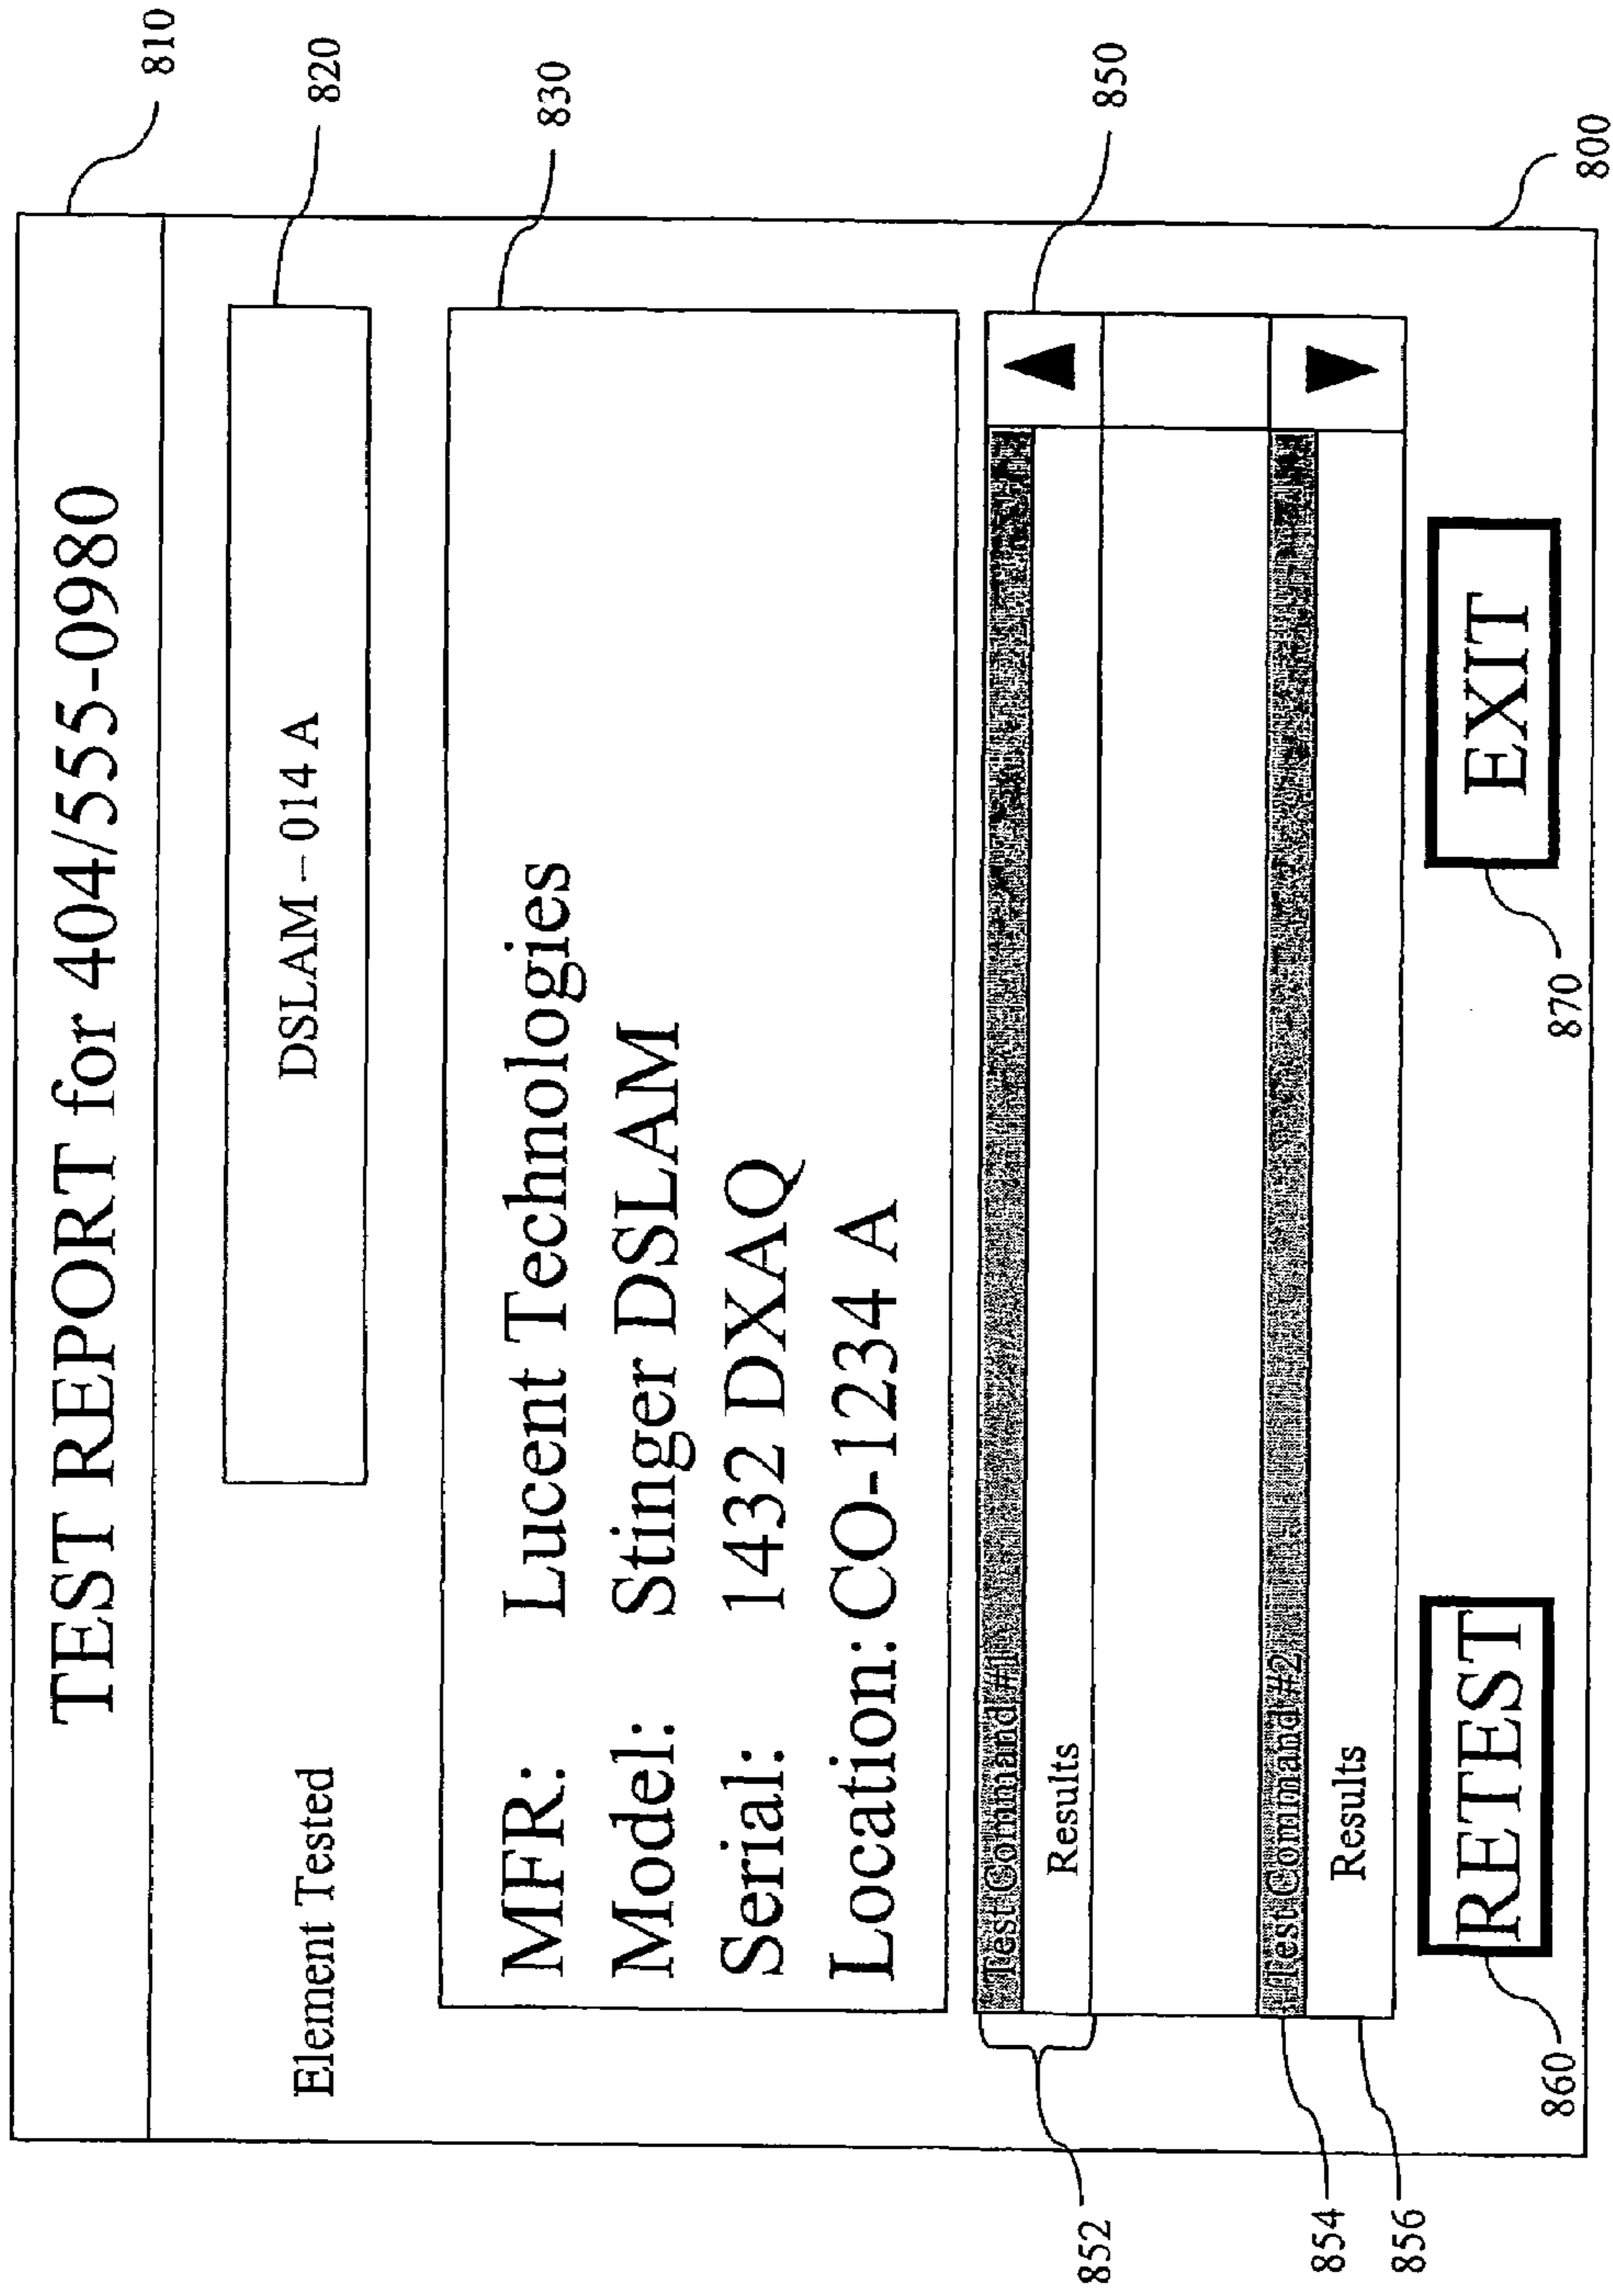 TEST REPORT for 404/555-0980
810
Element Tested
DSLAM – 014 A
820
MFR: Lucent Technologies
Model: Stinger DSLAM
Serial: 1432 DXAQ
Location: CO-1234 A
830
Test Command #1
Results
850
852
Test Command #2
Results
854
856
RETEST
860
EXIT
870
800